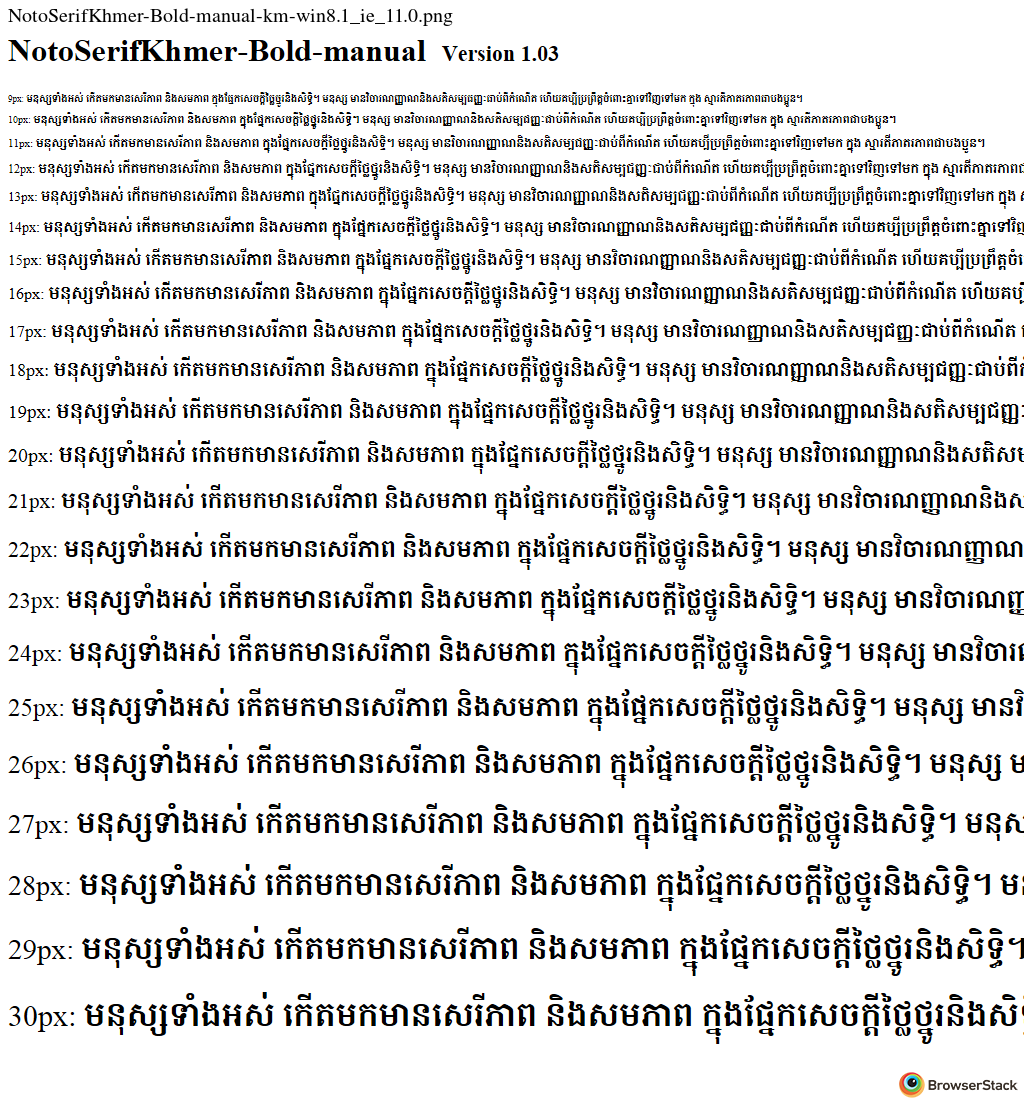 NotoSerifKhmer-Bold-manual-km-win8.1_ie_11.0.png
NotoSerifKhmer-Bold-manual Version 1.03
9px: មនុស្សទាំងអស់ កើតមកមានសេរីភាព និងសមភាព ក្នុងផ្នែកសេចក្ដីថ្លៃថ្នូរនិងសិទ្ធិ។ មនុស្ស មានវិចារណញ្ញាណនិងសតិសម្បជញ្ញៈជាប់ពីកំណើត ហើយគប្បីប្រព្រឹត្ដចំពោះគ្នាទៅវិញទៅមក ក្នុង ស្មារតីភាតរភាពជាបងប្អូន។
10px: មនុស្សទាំងអស់ កើតមកមានសេរីភាព និងសមភាព ក្នុងផ្នែកសេចក្ដីថ្លៃថ្នូរនិងសិទ្ធិ។ មនុស្ស មានវិចារណញ្ញាណនិងសតិសម្បជញ្ញៈជាប់ពីកំណើត ហើយគប្បីប្រព្រឹត្ដចំពោះគ្នាទៅវិញទៅមក ក្នុង ស្មារតីភាតរភាពជាបងប្អូន។
11px: មនុស្សទាំងអស់ កើតមកមានសេរីភាព និងសមភាព ក្នុងផ្នែកសេចក្ដីថ្លៃថ្នូរនិងសិទ្ធិ។ មនុស្ស មានវិចារណញ្ញាណនិងសតិសម្បជញ្ញៈជាប់ពីកំណើត ហើយគប្បីប្រព្រឹត្ដចំពោះគ្នាទៅវិញទៅមក ក្នុង ស្មារតីភាតរភាពជាបងប្អូន។
12px: មនុស្សទាំងអស់ កើតមកមានសេរីភាព និងសមភាព ក្នុងផ្នែកសេចក្ដីថ្លៃថ្នូរនិងសិទ្ធិ។ មនុស្ស មានវិចារណញ្ញាណនិងសតិសម្បជញ្ញៈជាប់ពីកំណើត ហើយគប្បីប្រព្រឹត្ដចំពោះគ្នាទៅវិញទៅមក ក្នុង ស្មារតីភាតរភាពជា
13px: មនុស្សទាំងអស់ កើតមកមានសេរីភាព និងសមភាព ក្នុងផ្នែកសេចក្ដីថ្លៃថ្នូរនិងសិទ្ធិ។ មនុស្ស មានវិចារណញ្ញាណនិងសតិសម្បជញ្ញៈជាប់ពីកំណើត ហើយគប្បីប្រព្រឹត្ដចំពោះគ្នាទៅវិញទៅមក ក្នុង
14px: មនុស្សទាំងអស់ កើតមកមានសេរីភាព និងសមភាព ក្នុងផ្នែកសេចក្ដីថ្លៃថ្នូរនិងសិទ្ធិ។ មនុស្ស មានវិចារណញ្ញាណនិងសតិសម្បជញ្ញៈជាប់ពីកំណើត ហើយគប្បីប្រព្រឹត្ដចំពោះគ្នាទៅវិញ
15px: មនុស្សទាំងអស់ កើតមកមានសេរីភាព និងសមភាព ក្នុងផ្នែកសេចក្ដីថ្លៃថ្នូរនិងសិទ្ធិ។ មនុស្ស មានវិចារណញ្ញាណនិងសតិសម្បជញ្ញៈជាប់ពីកំណើត ហើយគប្បីប្រព្រឹត្ដចំពោះ
16px: មនុស្សទាំងអស់ កើតមកមានសេរីភាព និងសមភាព ក្នុងផ្នែកសេចក្ដីថ្លៃថ្នូរនិងសិទ្ធិ។ មនុស្ស មានវិចារណញ្ញាណនិងសតិសម្បជញ្ញៈជាប់ពីកំណើត ហើយគប្បី
17px: មនុស្សទាំងអស់ កើតមកមានសេរីភាព និងសមភាព ក្នុងផ្នែកសេចក្ដីថ្លៃថ្នូរនិងសិទ្ធិ។ មនុស្ស មានវិចារណញ្ញាណនិងសតិសម្បជញ្ញៈជាប់ពីកំណើត
18px: មនុស្សទាំងអស់ កើតមកមានសេរីភាព និងសមភាព ក្នុងផ្នែកសេចក្ដីថ្លៃថ្នូរនិងសិទ្ធិ។ មនុស្ស មានវិចារណញ្ញាណនិងសតិសម្បជញ្ញៈជាប់ពី
19px: មនុស្សទាំងអស់ កើតមកមានសេរីភាព និងសមភាព ក្នុងផ្នែកសេចក្ដីថ្លៃថ្នូរនិងសិទ្ធិ។ មនុស្ស មានវិចារណញ្ញាណនិងសតិសម្បជញ្ញៈ
20px: មនុស្សទាំងអស់ កើតមកមានសេរីភាព និងសមភាព ក្នុងផ្នែកសេចក្ដីថ្លៃថ្នូរនិងសិទ្ធិ។ មនុស្ស មានវិចារណញ្ញាណនិងសតិសម
21px: មនុស្សទាំងអស់ កើតមកមានសេរីភាព និងសមភាព ក្នុងផ្នែកសេចក្ដីថ្លៃថ្នូរនិងសិទ្ធិ។ មនុស្ស មានវិចារណញ្ញាណនិងស
22px: មនុស្សទាំងអស់ កើតមកមានសេរីភាព និងសមភាព ក្នុងផ្នែកសេចក្ដីថ្លៃថ្នូរនិងសិទ្ធិ។ មនុស្ស មានវិចារណញ្ញាណ
23px: មនុស្សទាំងអស់ កើតមកមានសេរីភាព និងសមភាព ក្នុងផ្នែកសេចក្ដីថ្លៃថ្នូរនិងសិទ្ធិ។ មនុស្ស មានវិចារណញ្ញ
24px: មនុស្សទាំងអស់ កើតមកមានសេរីភាព និងសមភាព ក្នុងផ្នែកសេចក្ដីថ្លៃថ្នូរនិងសិទ្ធិ។ មនុស្ស មានវិចារ
25px: មនុស្សទាំងអស់ កើតមកមានសេរីភាព និងសមភាព ក្នុងផ្នែកសេចក្ដីថ្លៃថ្នូរនិងសិទ្ធិ។ មនុស្ស មានវិ
26px: មនុស្សទាំងអស់ កើតមកមានសេរីភាព និងសមភាព ក្នុងផ្នែកសេចក្ដីថ្លៃថ្នូរនិងសិទ្ធិ។ មនុស្ស ម
27px: មនុស្សទាំងអស់ កើតមកមានសេរីភាព និងសមភាព ក្នុងផ្នែកសេចក្ដីថ្លៃថ្នូរនិងសិទ្ធិ។ មនុស
28px: មនុស្សទាំងអស់ កើតមកមានសេរីភាព និងសមភាព ក្នុងផ្នែកសេចក្ដីថ្លៃថ្នូរនិងសិទ្ធិ។ មន
29px: មនុស្សទាំងអស់ កើតមកមានសេរីភាព និងសមភាព ក្នុងផ្នែកសេចក្ដីថ្លៃថ្នូរនិងសិទ្ធិ។
30px: មនុស្សទាំងអស់ កើតមកមានសេរីភាព និងសមភាព ក្នុងផ្នែកសេចក្ដីថ្លៃថ្នូរនិងសិ
BrowserStack